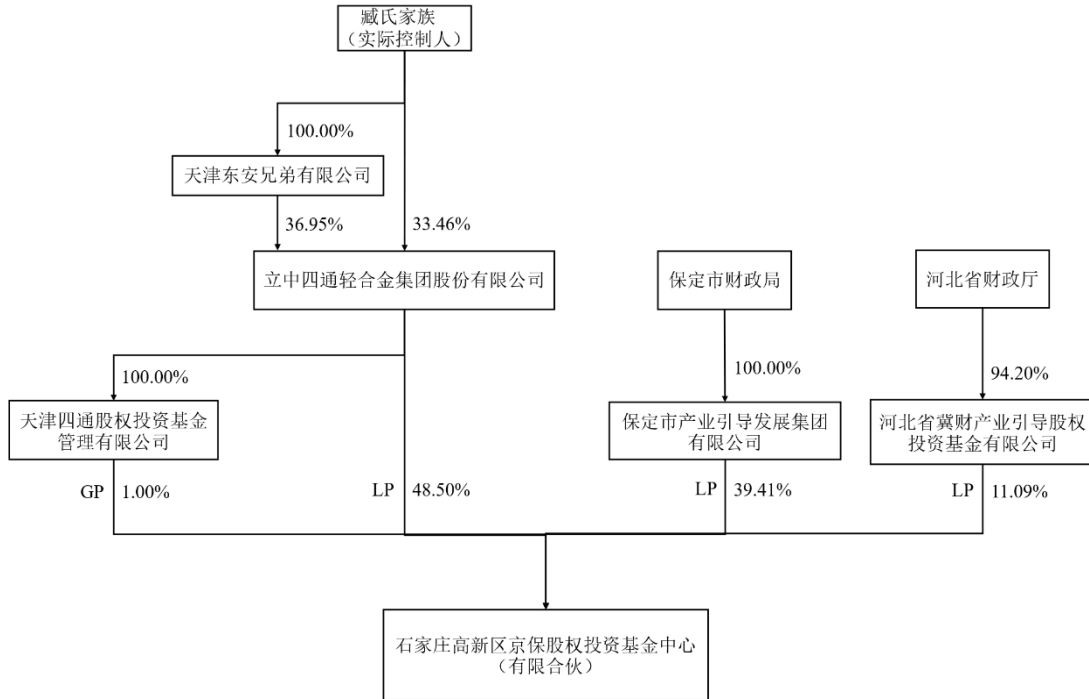 臧氏家族
（实际控制人）
100.00%
天津东安兄弟有限公司
36.95%
33.46%
立中四通轻合金集团股份有限公司
保定市财政局
河北省财政厅
100.00%
100.00%
94.20%
天津四通股权投资基金
管理有限公司
保定市产业引导发展集团
有限公司
河北省冀财产业引导股权
投资基金有限公司
GP
1.00%
LP
48.50%
LP
39.41%
LP
11.09%
石家庄高新区京保股权投资基金中心
（有限合伙）